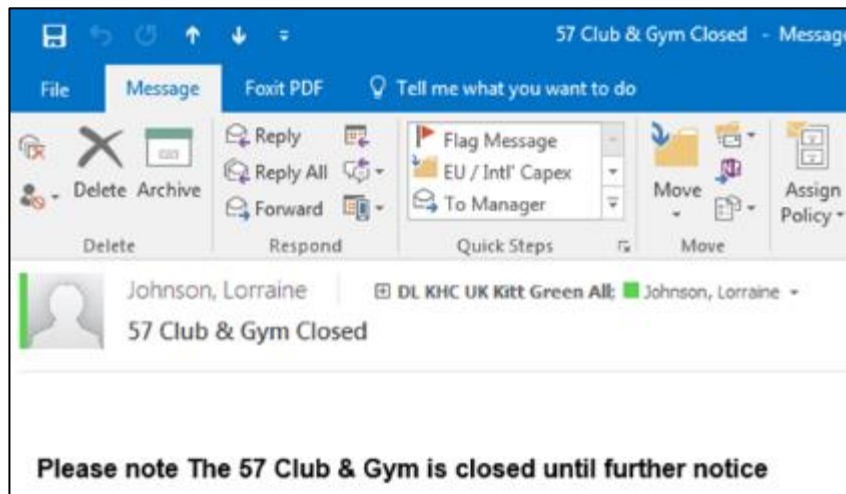 57 Club & Gym Closed - Message
File Message Foxit PDF Tell me what you want to do
Delete Archive
Reply
Reply All
Forward
Flag Message
EU / Intl' Capex
To Manager
Move
Assign
Policy
Delete Respond Quick Steps Move
Johnson, Lorraine DL KHC UK Kitt Green All; Johnson, Lorraine
57 Club & Gym Closed
Please note The 57 Club & Gym is closed until further notice